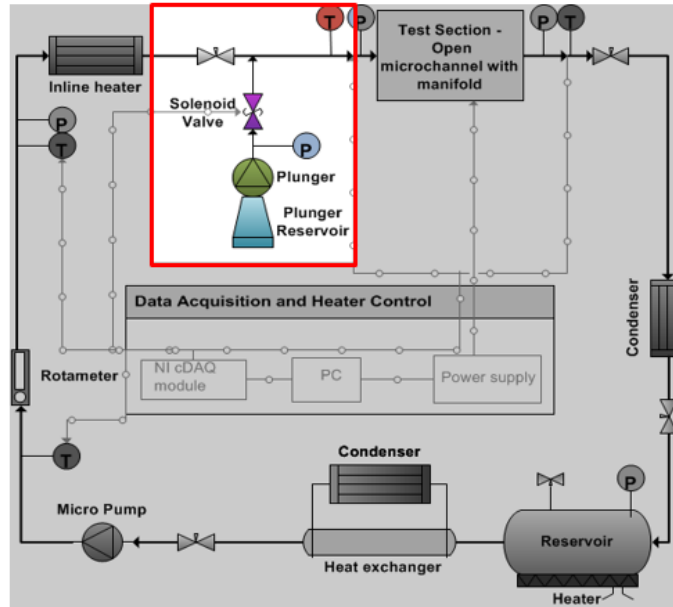 T
P
Test Section -
Open
microchannel with
manifold
P
T
Inline heater
Solenoid
Valve
P
T
P
Plunger
Plunger
Reservoir
Condenser
Data Acquisition and Heater Control
NI cDAQ
module
PC
Power supply
Rotameter
T
Condenser
P
Micro Pump
Reservoir
Heat exchanger
Heater